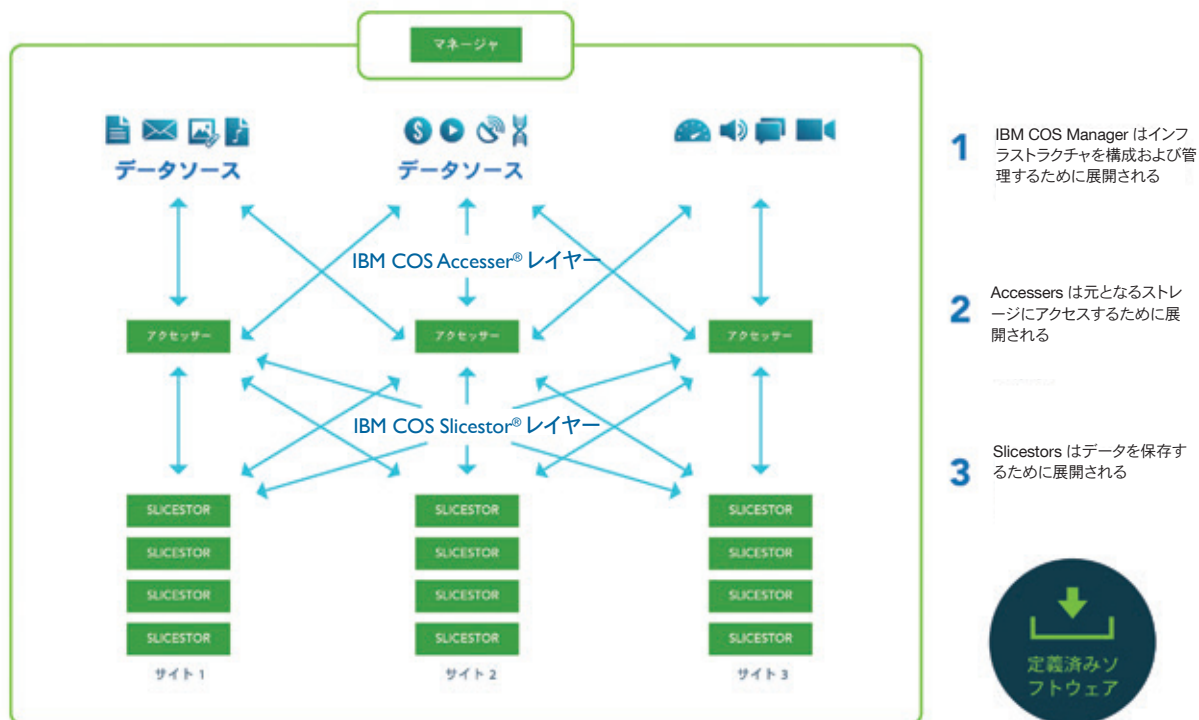 マネージャ
データソース
データソース
IBM COS Accesser® レイヤー
アクセッサー
アクセッサー
アクセッサー
IBM COS Slicestor® レイヤー
SLICESTOR
SLICESTOR
SLICESTOR
SLICESTOR
SLICESTOR
SLICESTOR
SLICESTOR
SLICESTOR
SLICESTOR
SLICESTOR
SLICESTOR
SLICESTOR
サイト 1
サイト 2
サイト 3
1
IBM COS Manager はインフ
ラストラクチャを構成および管
理するために展開される
2
Accessers は元となるストレ
ージにアクセスするために展
開される
3
Slicestors はデータを保存す
るために展開される
定義済みソ
フトウェア